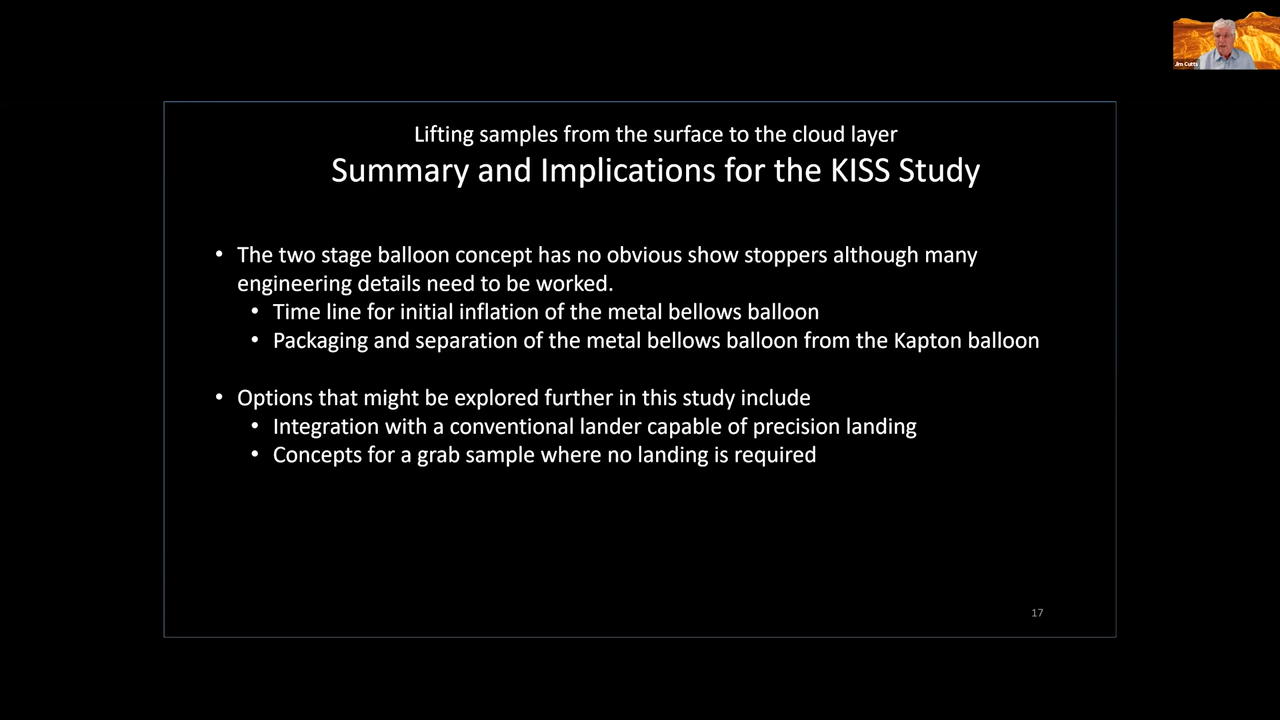 Jim Cutts
Lifting samples from the surface to the cloud layer
Summary and Implications for the KISS Study
• The two stage balloon concept has no obvious show stoppers although many
engineering details need to be worked.
• Time line for initial inflation of the metal bellows balloon
• Packaging and separation of the metal bellows balloon from the Kapton balloon
• Options that might be explored further in this study include
• Integration with a conventional lander capable of precision landing
• Concepts for a grab sample where no landing is required
17